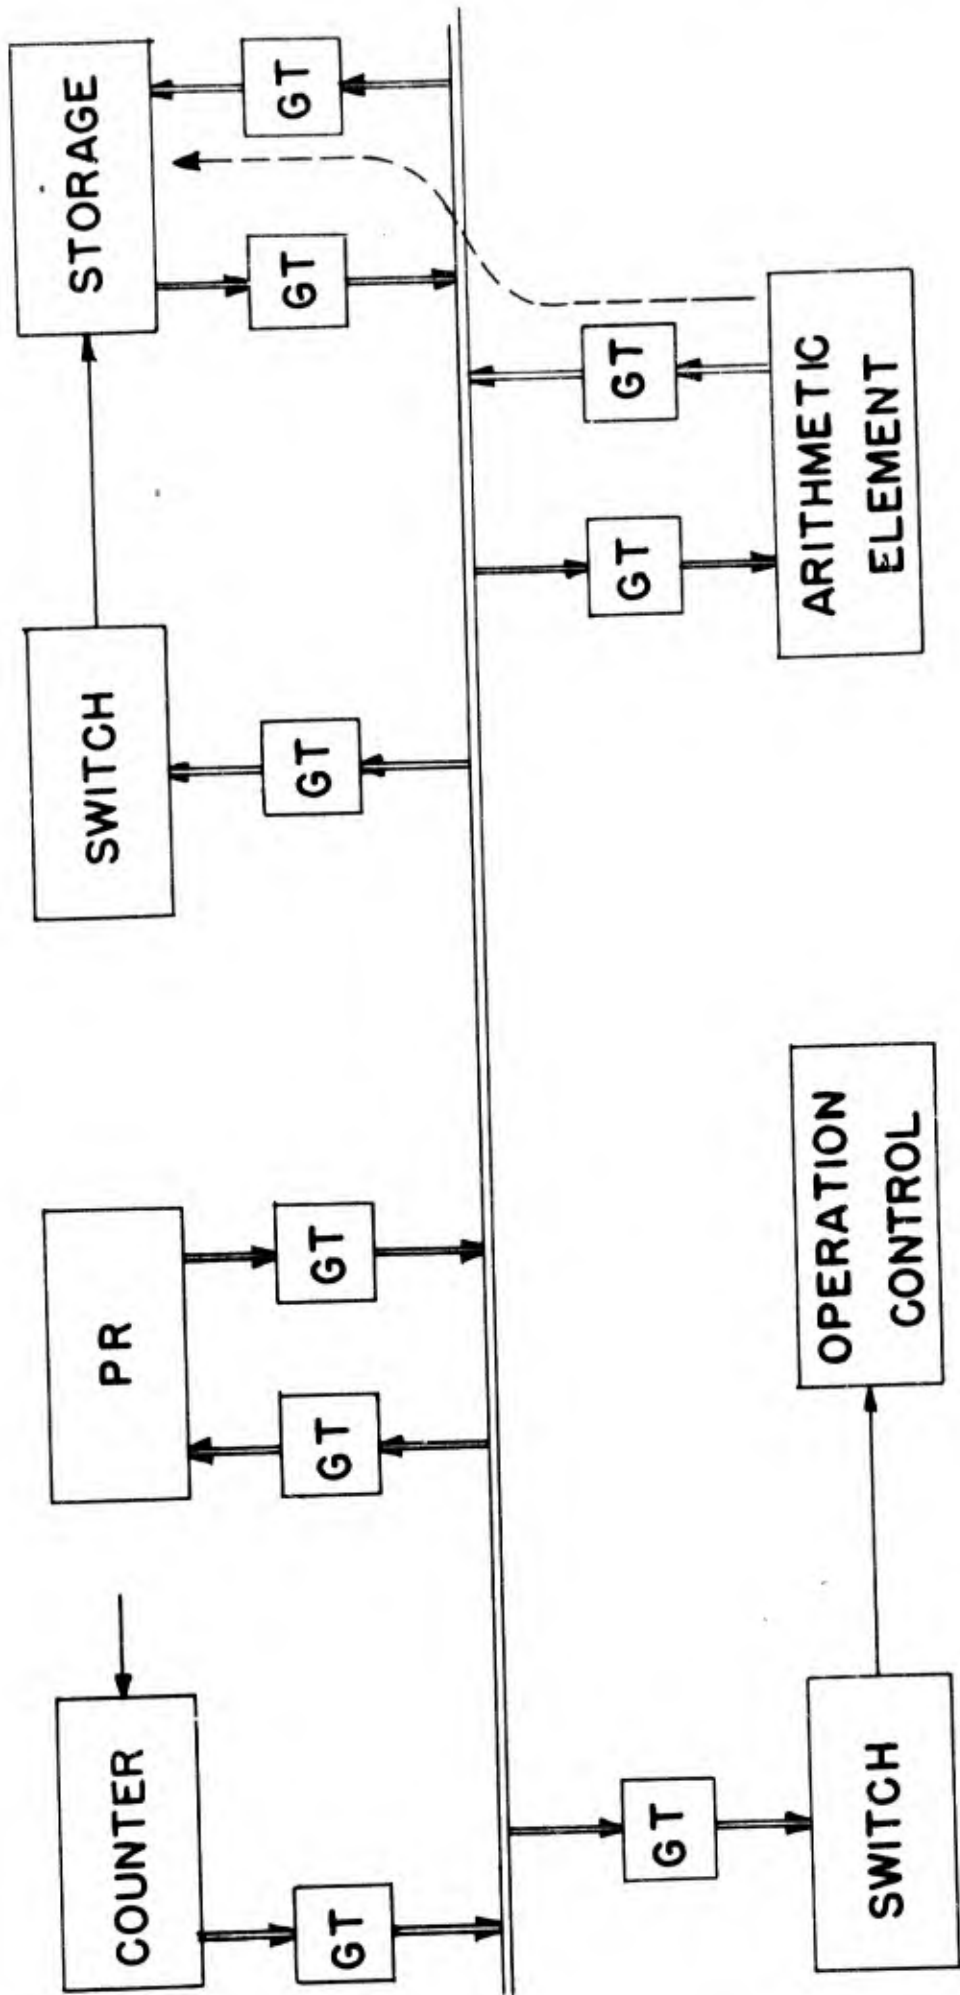 COUNTER
PR
SWITCH
STORAGE
GT
GT
GT
GT
GT
GT
GT
GT
GT
SWITCH
OPERATION
CONTROL
ARITHMETIC
ELEMENT